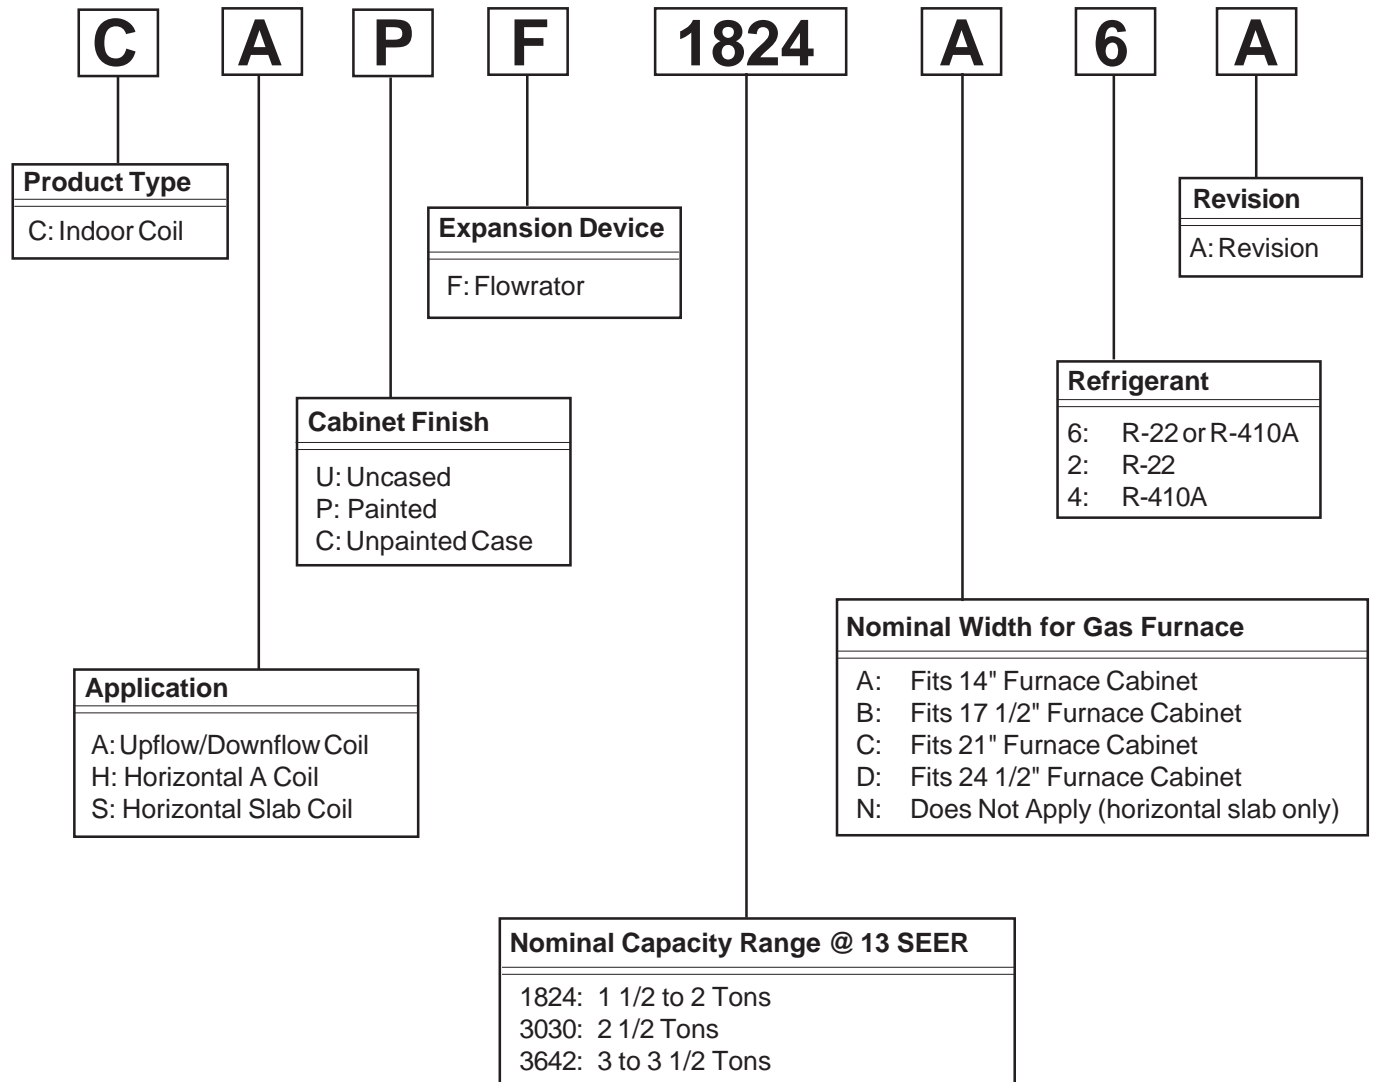 C A P F 1824 A 6 A
Product Type
C: Indoor Coil
Expansion Device
F: Flowrator
Revision
A: Revision
Cabinet Finish
U: Uncased
P: Painted
C: Unpainted Case
Refrigerant
6: R-22 or R-410A
2: R-22
4: R-410A
Application
A: Upflow/Downflow Coil
H: Horizontal A Coil
S: Horizontal Slab Coil
Nominal Width for Gas Furnace
A: Fits 14" Furnace Cabinet
B: Fits 17 1/2" Furnace Cabinet
C: Fits 21" Furnace Cabinet
D: Fits 24 1/2" Furnace Cabinet
N: Does Not Apply (horizontal slab only)
Nominal Capacity Range @ 13 SEER
1824: 1 1/2 to 2 Tons
3030: 2 1/2 Tons
3642: 3 to 3 1/2 Tons